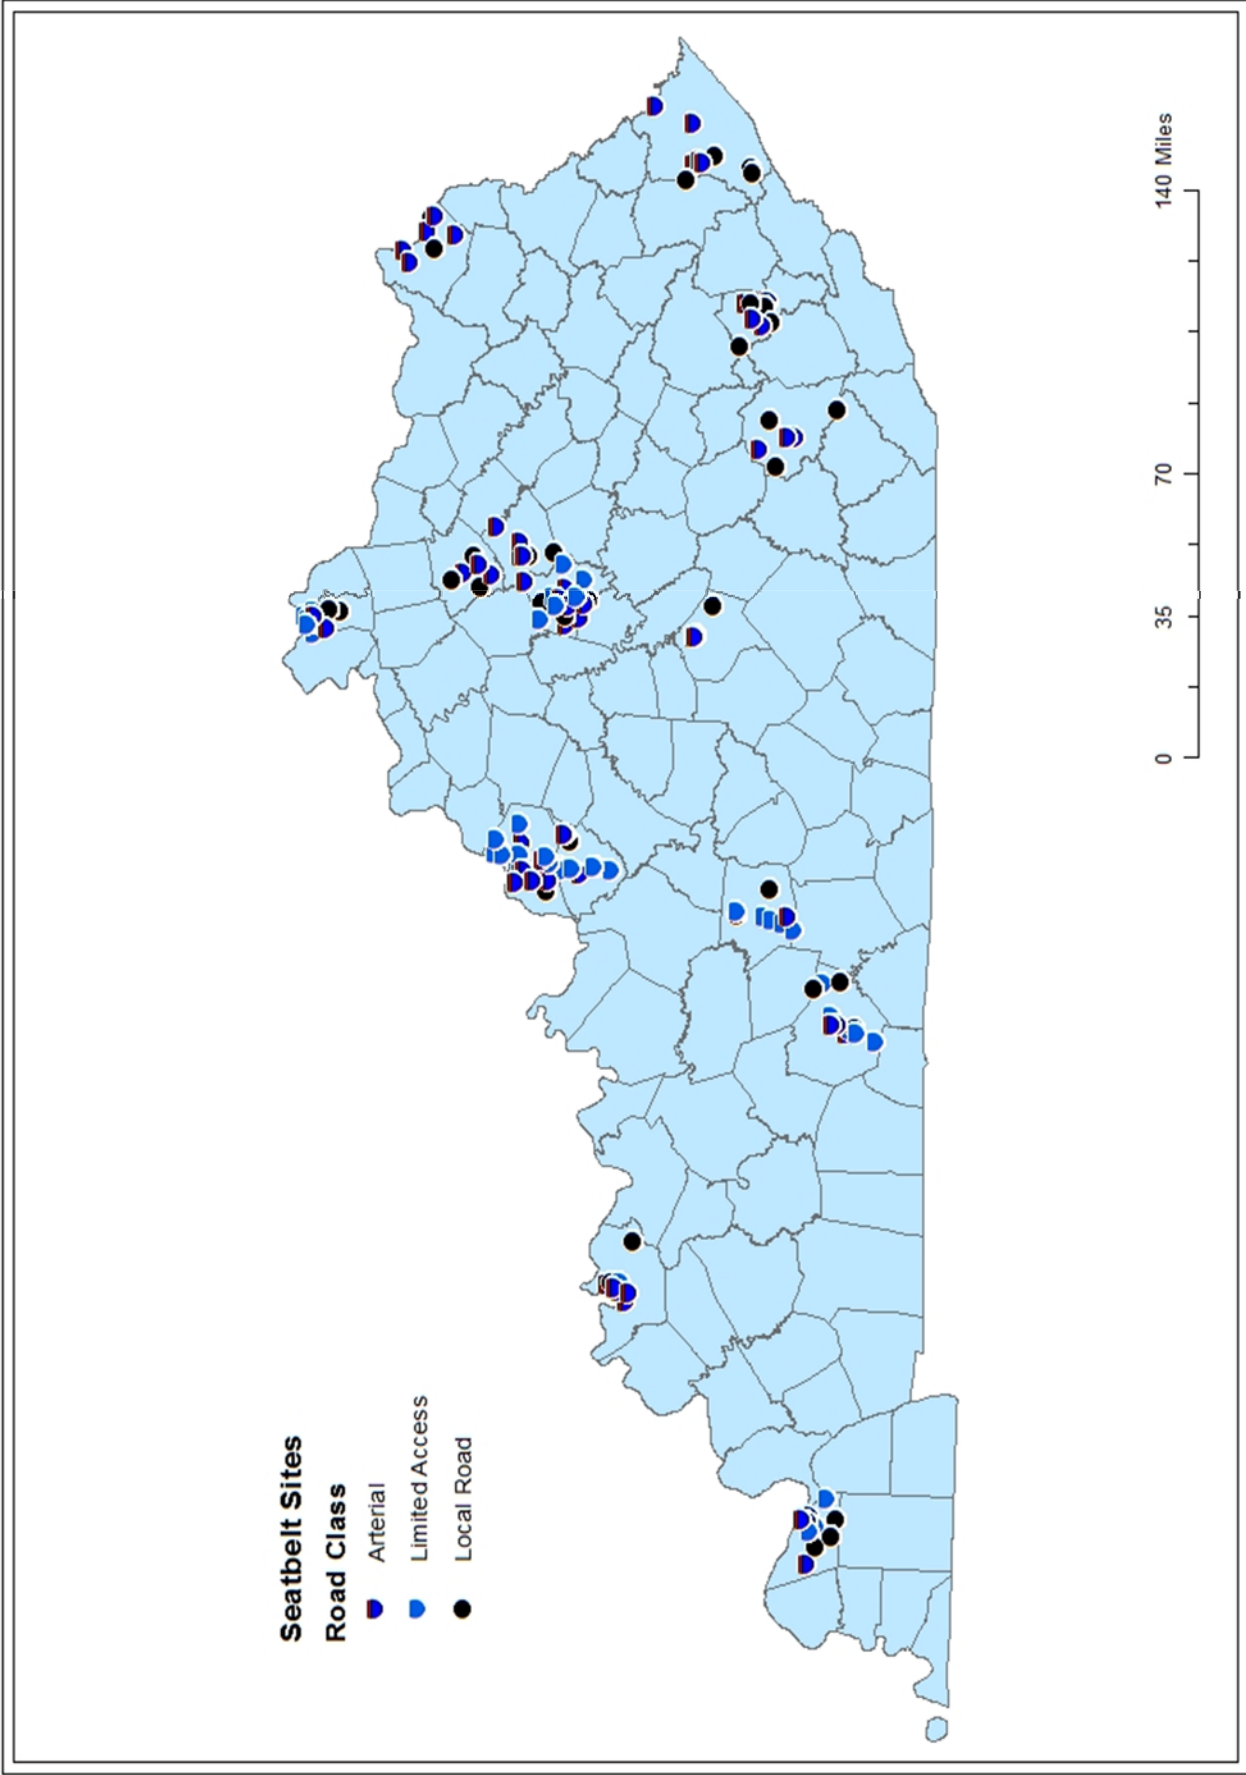 Seatbelt Sites
Road Class
Arterial
Limited Access
Local Road
0 35 70 140 Miles